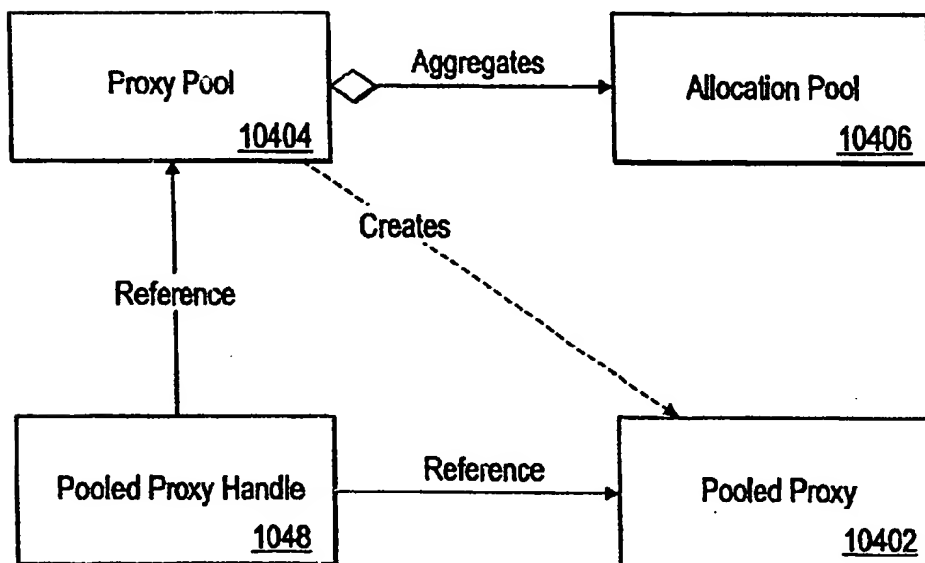 Proxy Pool
10404
Aggregates
Allocation Pool
10406
Creates
Reference
Pooled Proxy Handle
1048
Reference
Pooled Proxy
10402